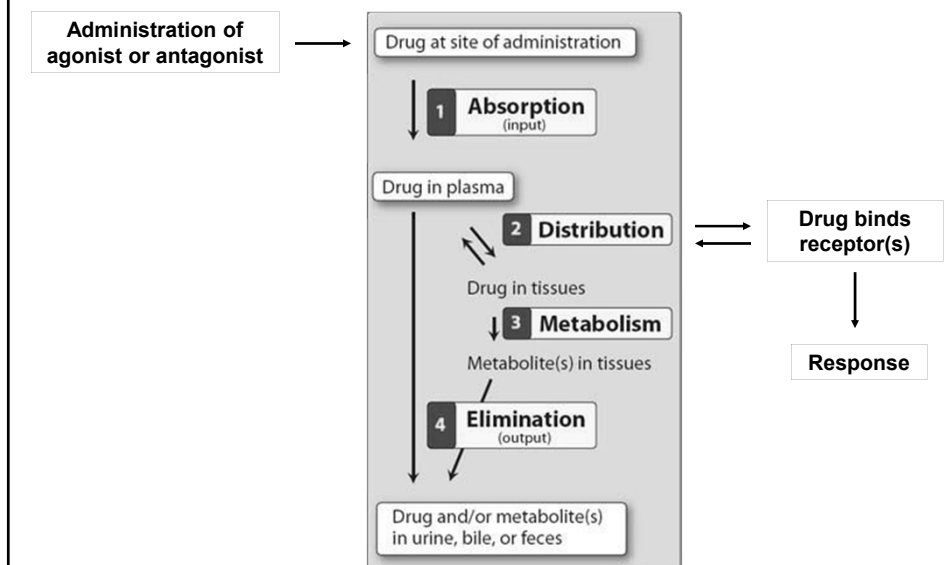 Administration of
agonist or antagonist
Drug at site of administration
1 Absorption
(input)
Drug in plasma
2 Distribution
Drug binds
receptor(s)
Drug in tissues
3 Metabolism
Metabolite(s) in tissues
Response
4 Elimination
(output)
Drug and/or metabolite(s)
in urine, bile, or feces